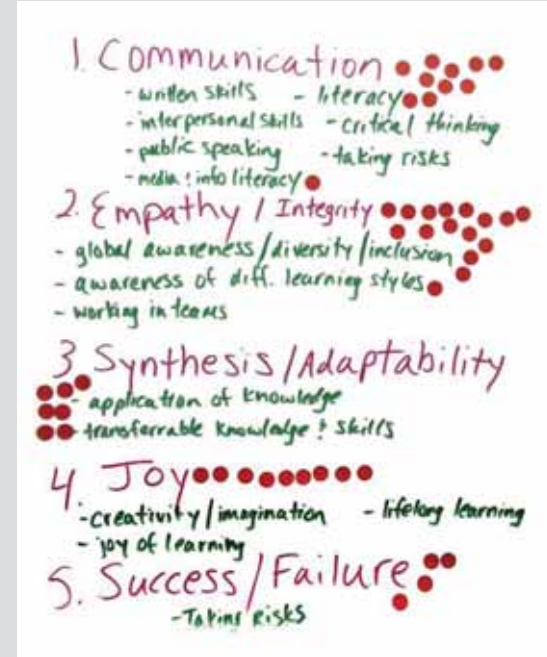 1. Communication
- written skills - literacy
- interpersonal skills - critical thinking
- public speaking - taking risks
- media & info literacy
2. Empathy / Integrity
- global awareness/diversity/inclusion
- awareness of diff. learning styles
- working in teams
3 Synthesis/Adaptability
- application of knowledge
- transferrable knowledge & skills
4 Joy
- creativity/imagination - lifelong learning
- joy of learning
5. Success/Failure
- Taking Risks